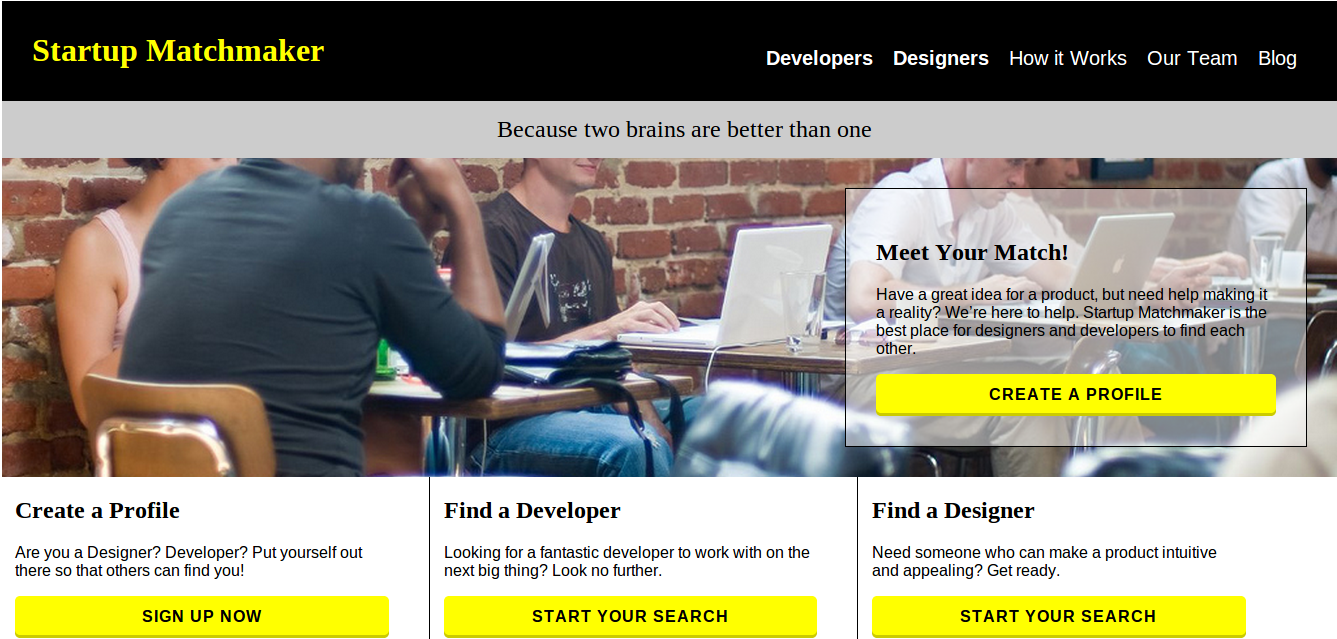 Startup Matchmaker
Developers Designers How it Works Our Team Blog
Because two brains are better than one
Meet Your Match!
Have a great idea for a product, but need help making it
a reality? We're here to help. Startup Matchmaker is the
best place for designers and developers to find each
other.
CREATE A PROFILE
Create a Profile
Are you a Designer? Developer? Put yourself out
there so that others can find you!
SIGN UP NOW
Find a Developer
Looking for a fantastic developer to work with on the
next big thing? Look no further.
START YOUR SEARCH
Find a Designer
Need someone who can make a product intuitive
and appealing? Get ready.
START YOUR SEARCH